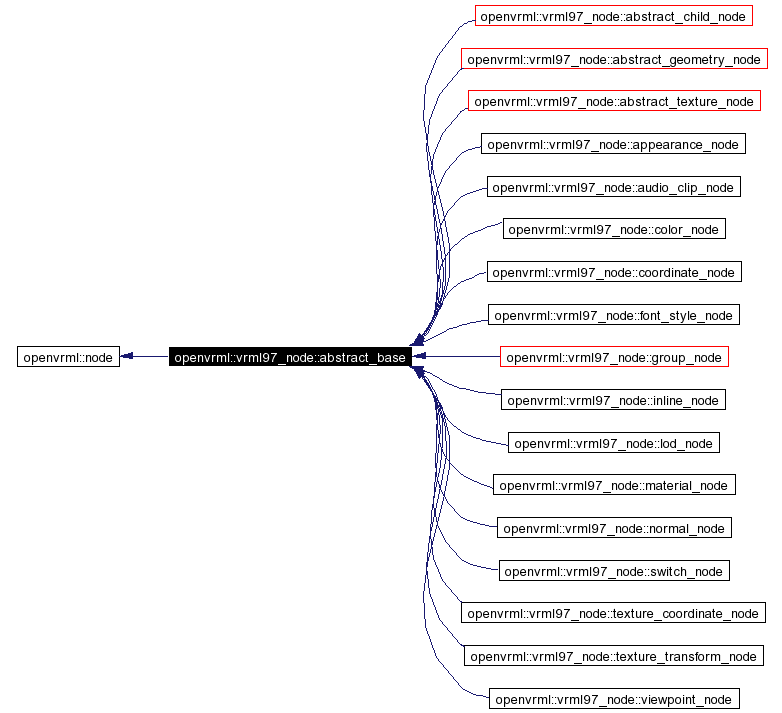 openvrml::vrml97_node::abstract_child_node
openvrml::vrml97_node::abstract_geometry_node
openvrml::vrml97_node::abstract_texture_node
openvrml::vrml97_node::appearance_node
openvrml::vrml97_node::audio_clip_node
openvrml::vrml97_node::color_node
openvrml::vrml97_node::coordinate_node
openvrml::vrml97_node::font_style_node
openvrml::node
openvrml::vrml97_node::abstract_base
openvrml::vrml97_node::group_node
openvrml::vrml97_node::inline_node
openvrml::vrml97_node::lod_node
openvrml::vrml97_node::material_node
openvrml::vrml97_node::normal_node
openvrml::vrml97_node::switch_node
openvrml::vrml97_node::texture_coordinate_node
openvrml::vrml97_node::texture_transform_node
openvrml::vrml97_node::viewpoint_node